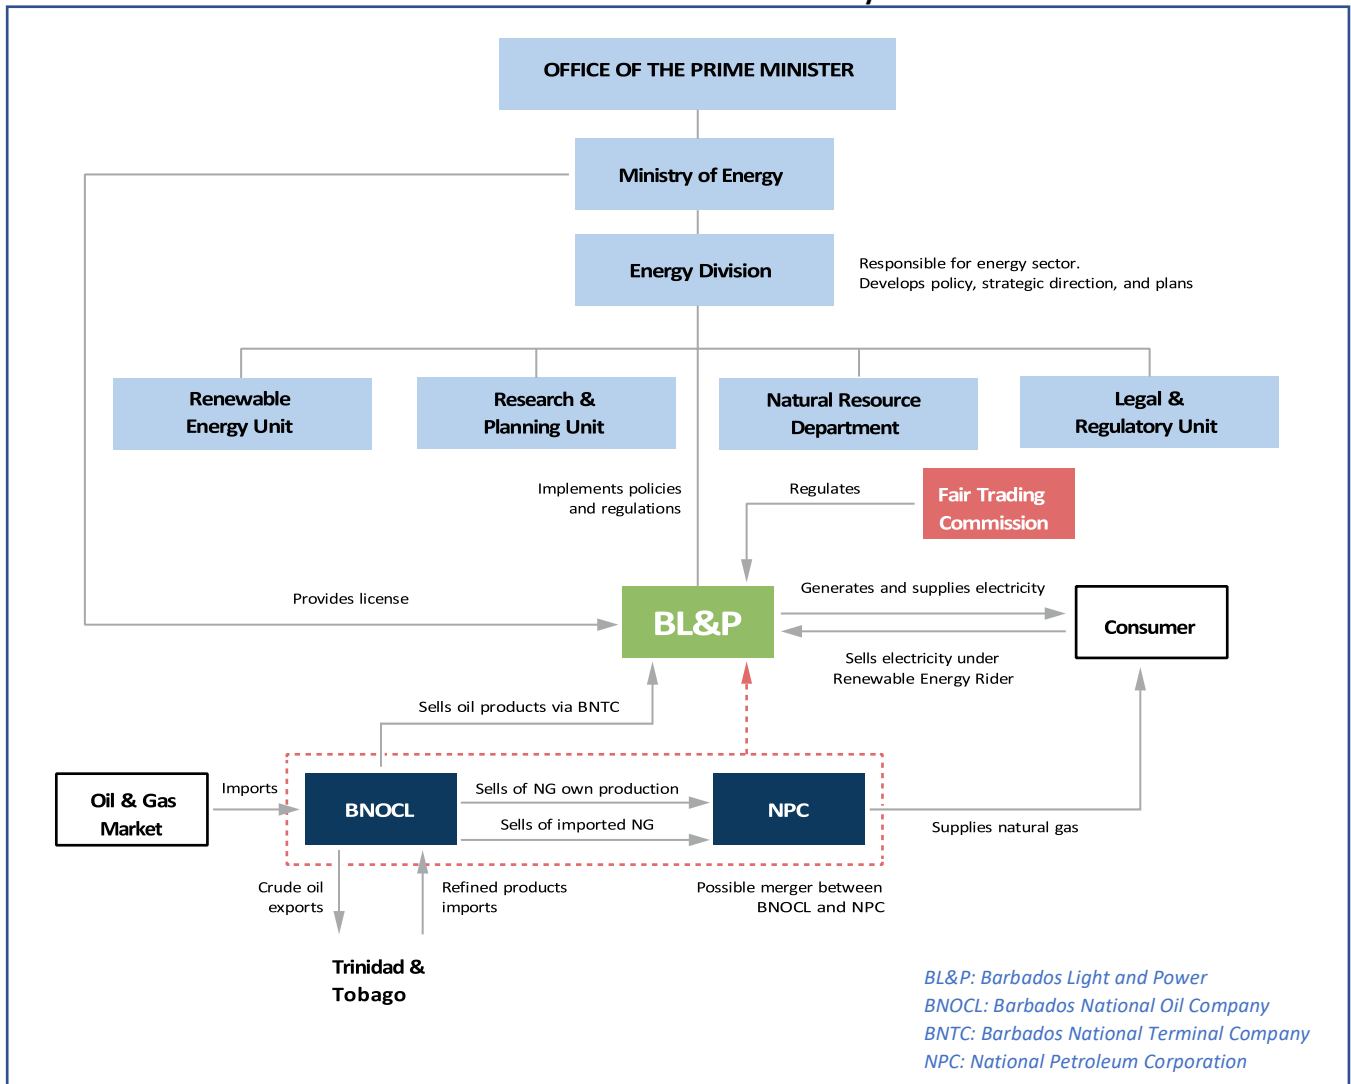 OFFICE OF THE PRIME MINISTER
Ministry of Energy
Energy Division
Responsible for energy sector.
Develops policy, strategic direction, and plans
Renewable
Energy Unit
Research &
Planning Unit
Natural Resource
Department
Legal &
Regulatory Unit
Implements policies
and regulations
Regulates
Fair Trading
Commission
Provides license
BL&P
Generates and supplies electricity
Consumer
Sells electricity under
Renewable Energy Rider
Sells oil products via BNTC
Oil & Gas
Market
Imports
BNOCL
Sells of NG own production
Sells of imported NG
NPC
Supplies natural gas
Crude oil
exports
Refined products
imports
Possible merger between
BNOCL and NPC
Trinidad &
Tobago
BL&P: Barbados Light and Power
BNOCL: Barbados National Oil Company
BNTC: Barbados National Terminal Company
NPC: National Petroleum Corporation